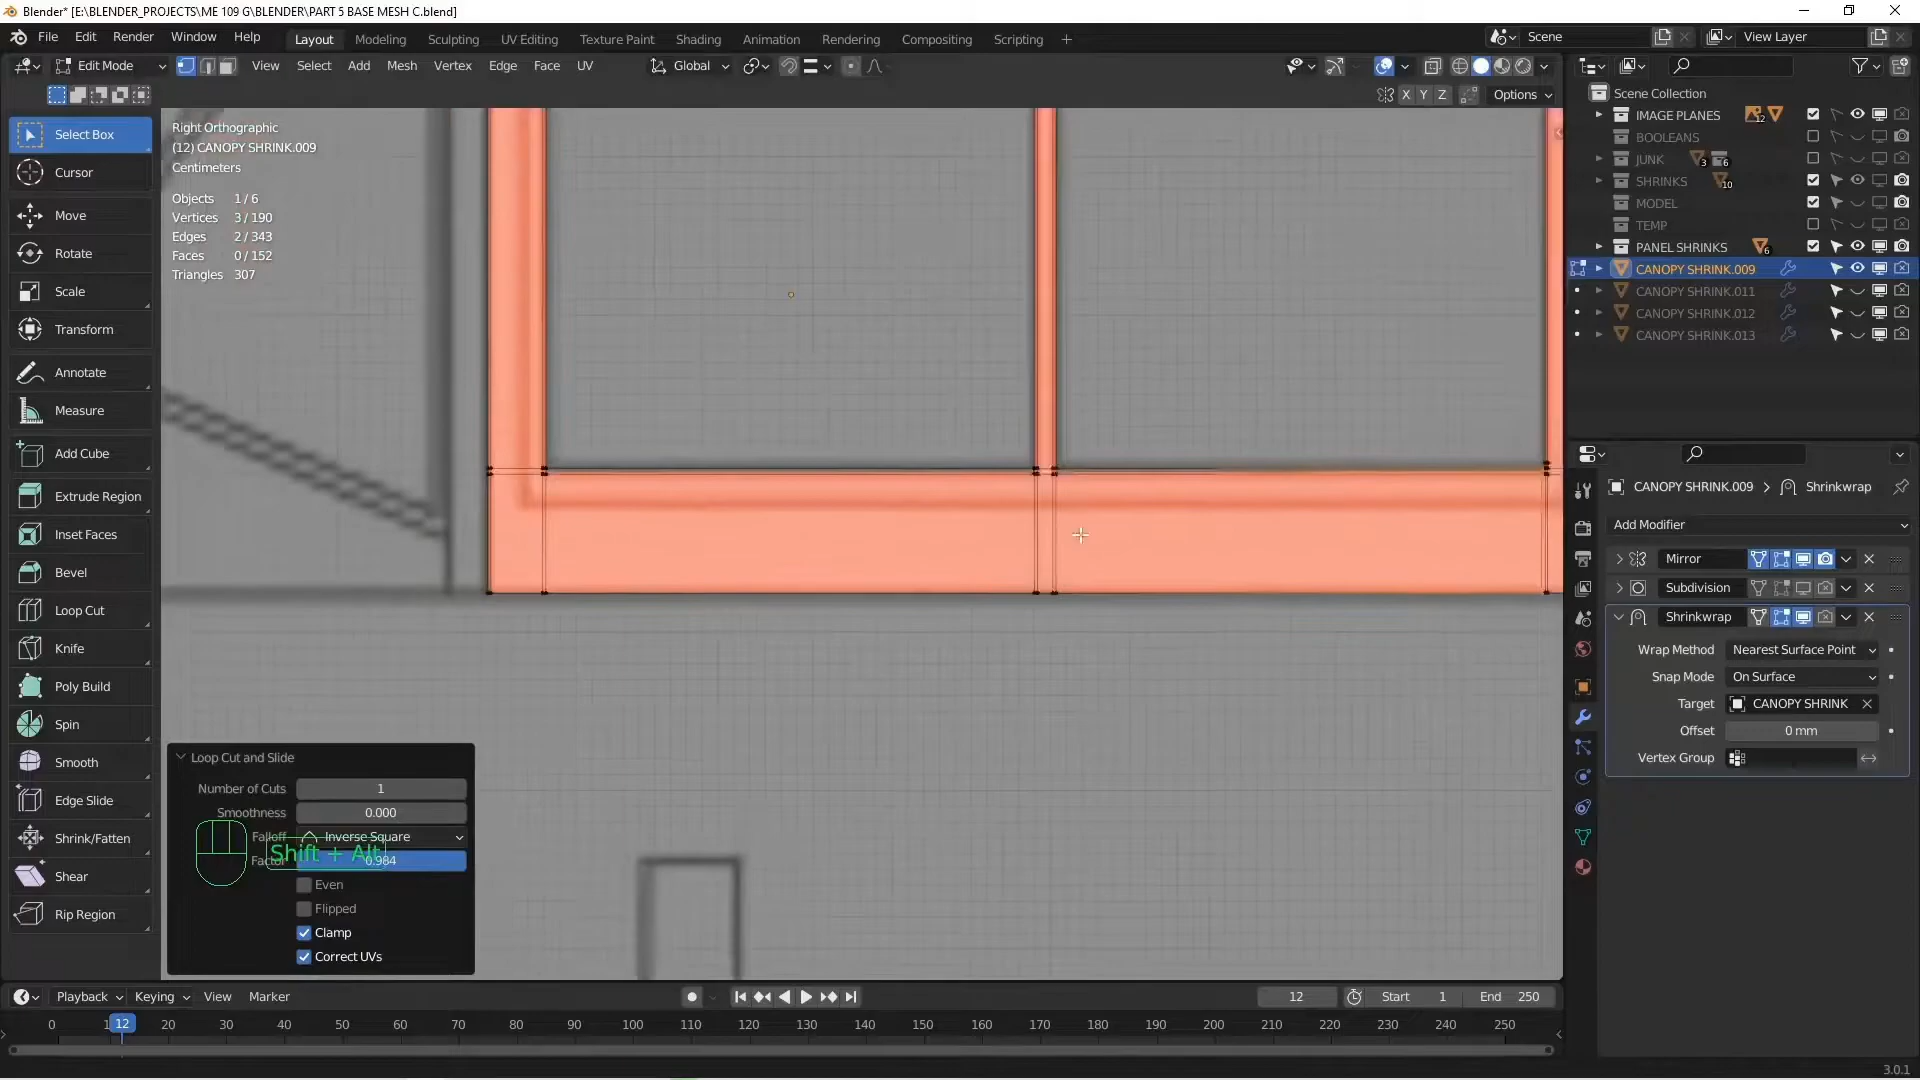 Blender* [E:\BLENDER_PROJECTS\ME 109 G\BLENDER\PART 5 BASE MESH C.blend]
File Edit Render Window Help Layout Modeling Sculpting UV Editing Texture Paint Shading Animation Rendering Compositing Scripting + Scene View Layer
Edit Mode View Select Add Mesh Vertex Edge Face UV Global
X Y Z Options
Right Orthographic
(12) CANOPY SHRINK.009
Centimeters
Objects 1 / 6
Vertices 3 / 190
Edges 2 / 343
Faces 0 / 152
Triangles 307
Select Box
Cursor
Move
Rotate
Scale
Transform
Annotate
Measure
Add Cube
Extrude Region
Inset Faces
Bevel
Loop Cut
Knife
Poly Build
Spin
Smooth
Edge Slide
Shrink/Fatten
Shear
Rip Region
Loop Cut and Slide
Number of Cuts 1
Smoothness 0.000
Falloff Inverse Square
Factor 0.984
Shift + Alt
Even
Flipped
Clamp
Correct UVs
Scene Collection
IMAGE PLANES 12
BOOLEANS
JUNK 3 6
SHRINKS 10
MODEL
TEMP
PANEL SHRINKS 6
CANOPY SHRINK.009
CANOPY SHRINK.011
CANOPY SHRINK.012
CANOPY SHRINK.013
CANOPY SHRINK.009 > Shrinkwrap
Add Modifier
Mirror
Subdivision
Shrinkwrap
Wrap Method Nearest Surface Point
Snap Mode On Surface
Target CANOPY SHRINK
Offset 0 mm
Vertex Group
Playback Keying View Marker 12 Start 1 End 250
0 12 20 30 40 50 60 70 80 90 100 110 120 130 140 150 160 170 180 190 200 210 220 230 240 250
3.0.1